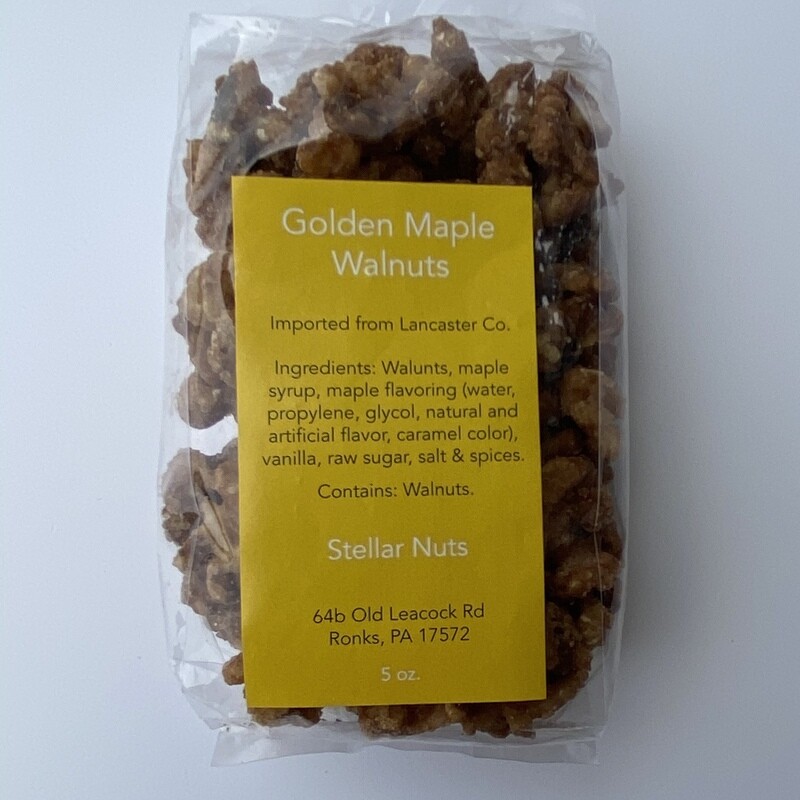 Golden Maple
Walnuts
Imported from Lancaster Co.
Ingredients: Walunts, maple
syrup, maple flavoring (water,
propylene, glycol, natural and
artificial flavor, caramel color),
vanilla, raw sugar, salt & spices.
Contains: Walnuts.
Stellar Nuts
64b Old Leacock Rd
Ronks, PA 17572
5 oz.